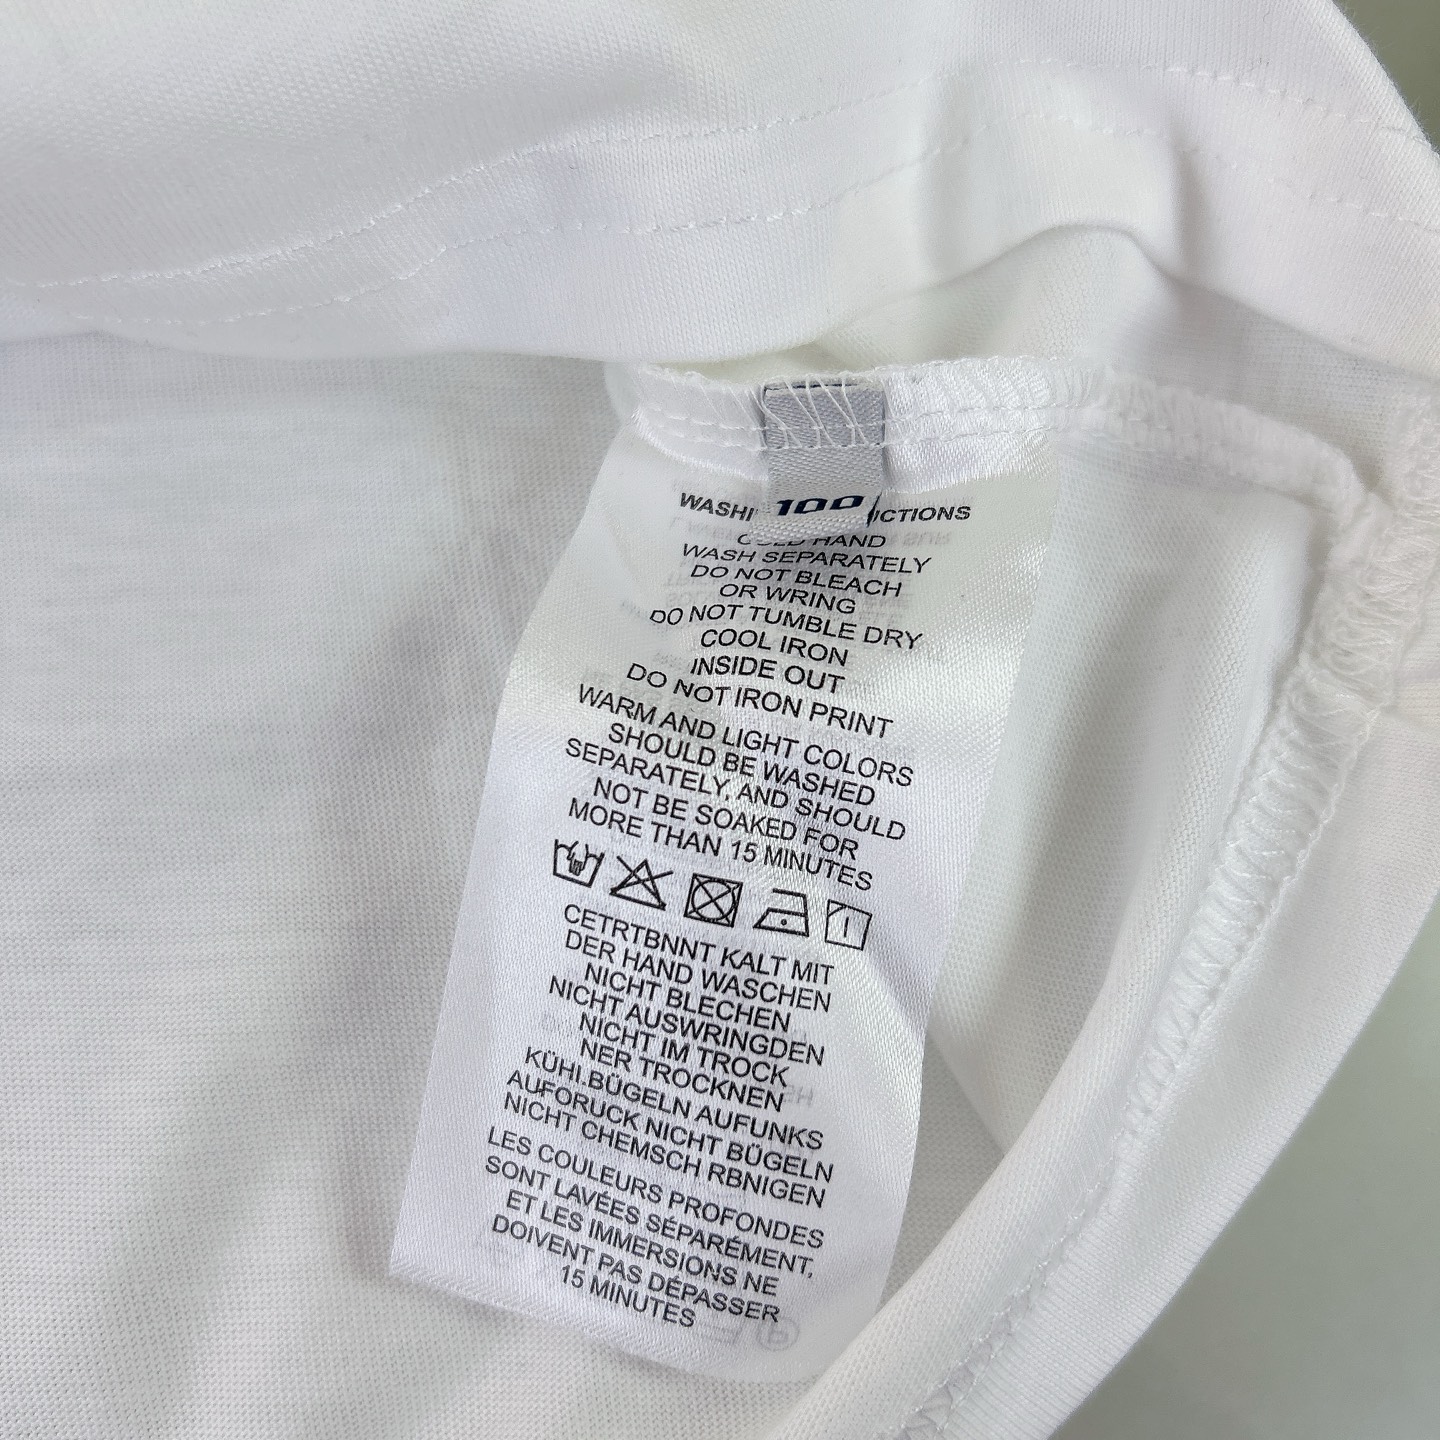 100
WASHI CTIONS
COLD HAND
WASH SEPARATELY
DO NOT BLEACH
OR WRING
DO NOT TUMBLE DRY
COOL IRON
INSIDE OUT
DO NOT IRON PRINT
WARM AND LIGHT COLORS
SHOULD BE WASHED
SEPARATELY, AND SHOULD
NOT BE SOAKED FOR
MORE THAN 15 MINUTES
CETRTBNNT KALT MIT
DER HAND WASCHEN
NICHT BLECHEN
NICHT AUSWRINGDEN
NICHT IM TROCK
NER TROCKNEN
KÜHI.BÜGELN AUFUNKS
AUFORUCK NICHT BÜGELN
NICHT CHEMSCH RBNIGEN
LES COULEURS PROFONDES
SONT LAVÉES SÉPARÉMENT,
ET LES IMMERSIONS NE
DOIVENT PAS DÉPASSER
15 MINUTES